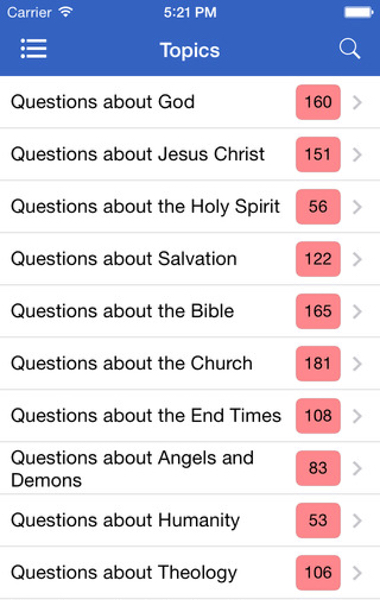 Carrier 5:21 PM
Topics
Questions about God 160
Questions about Jesus Christ 151
Questions about the Holy Spirit 56
Questions about Salvation 122
Questions about the Bible 165
Questions about the Church 181
Questions about the End Times 108
Questions about Angels and
Demons 83
Questions about Humanity 53
Questions about Theology 106